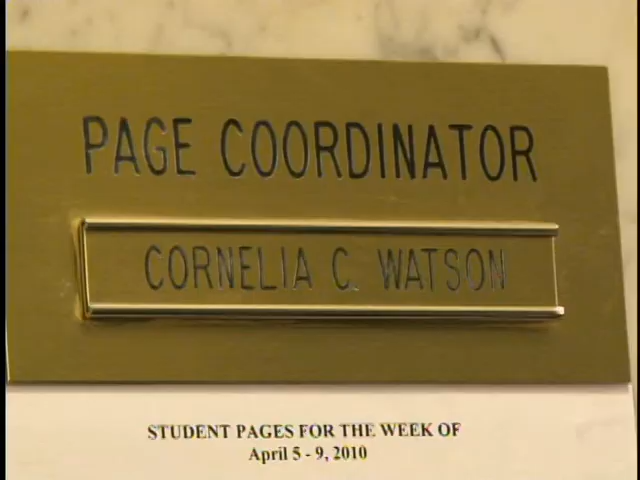 PAGE COORDINATOR
CORNELIA C. WATSON
STUDENT PAGES FOR THE WEEK OF
April 5 - 9, 2010